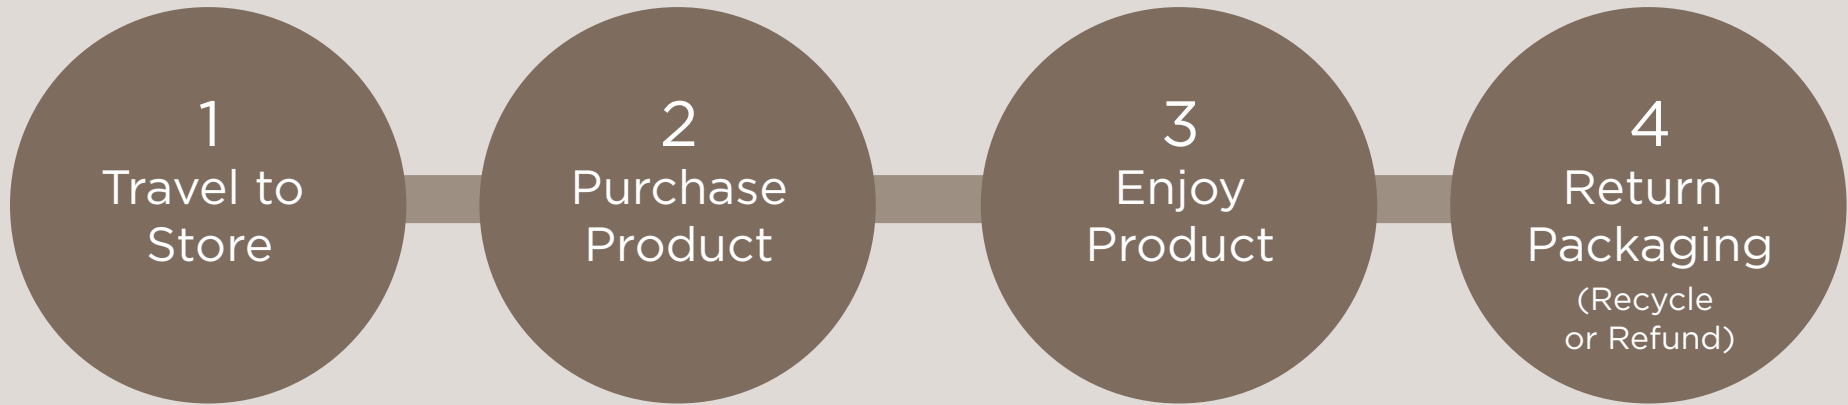 1
Travel to
Store
2
Purchase
Product
3
Enjoy
Product
4
Return
Packaging
(Recycle
or Refund)